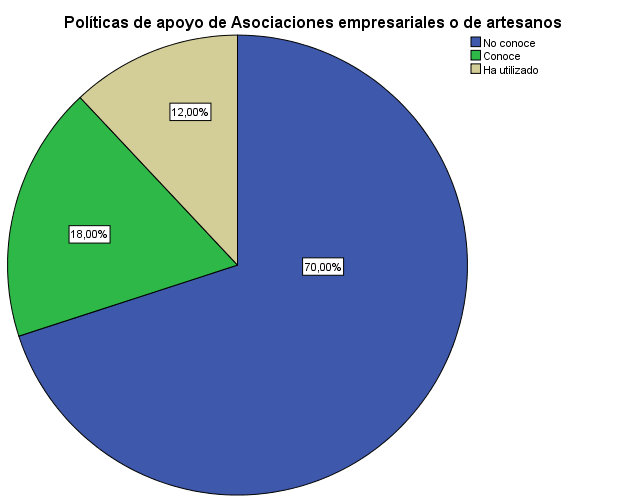 Políticas de apoyo de Asociaciones empresariales o de artesanos
No conoce
Conoce
Ha utilizado
12,00%
18,00%
70,00%